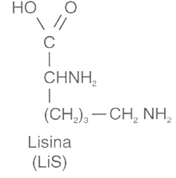 HO O
C
CHNH₂
(CH₂)₃—CH₂ NH₂
Lisina
(LiS)